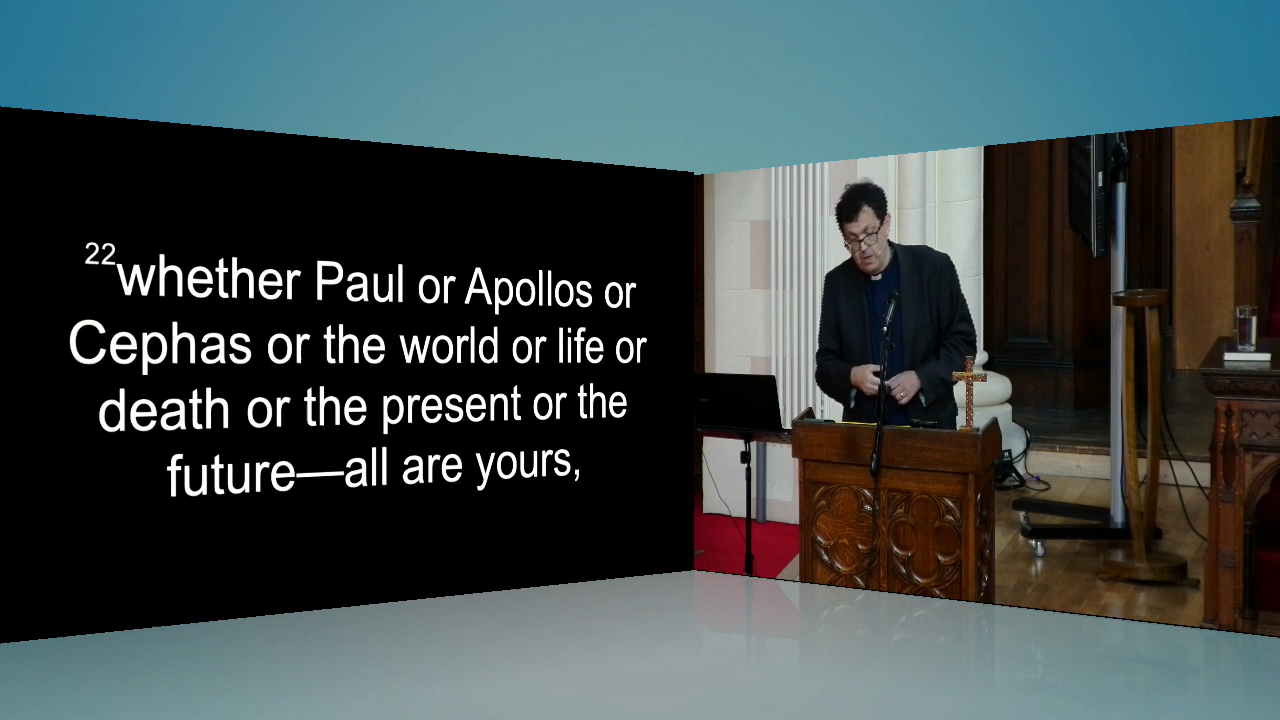 22whether Paul or Apollos or
Cephas or the world or life or
death or the present or the
future—all are yours,